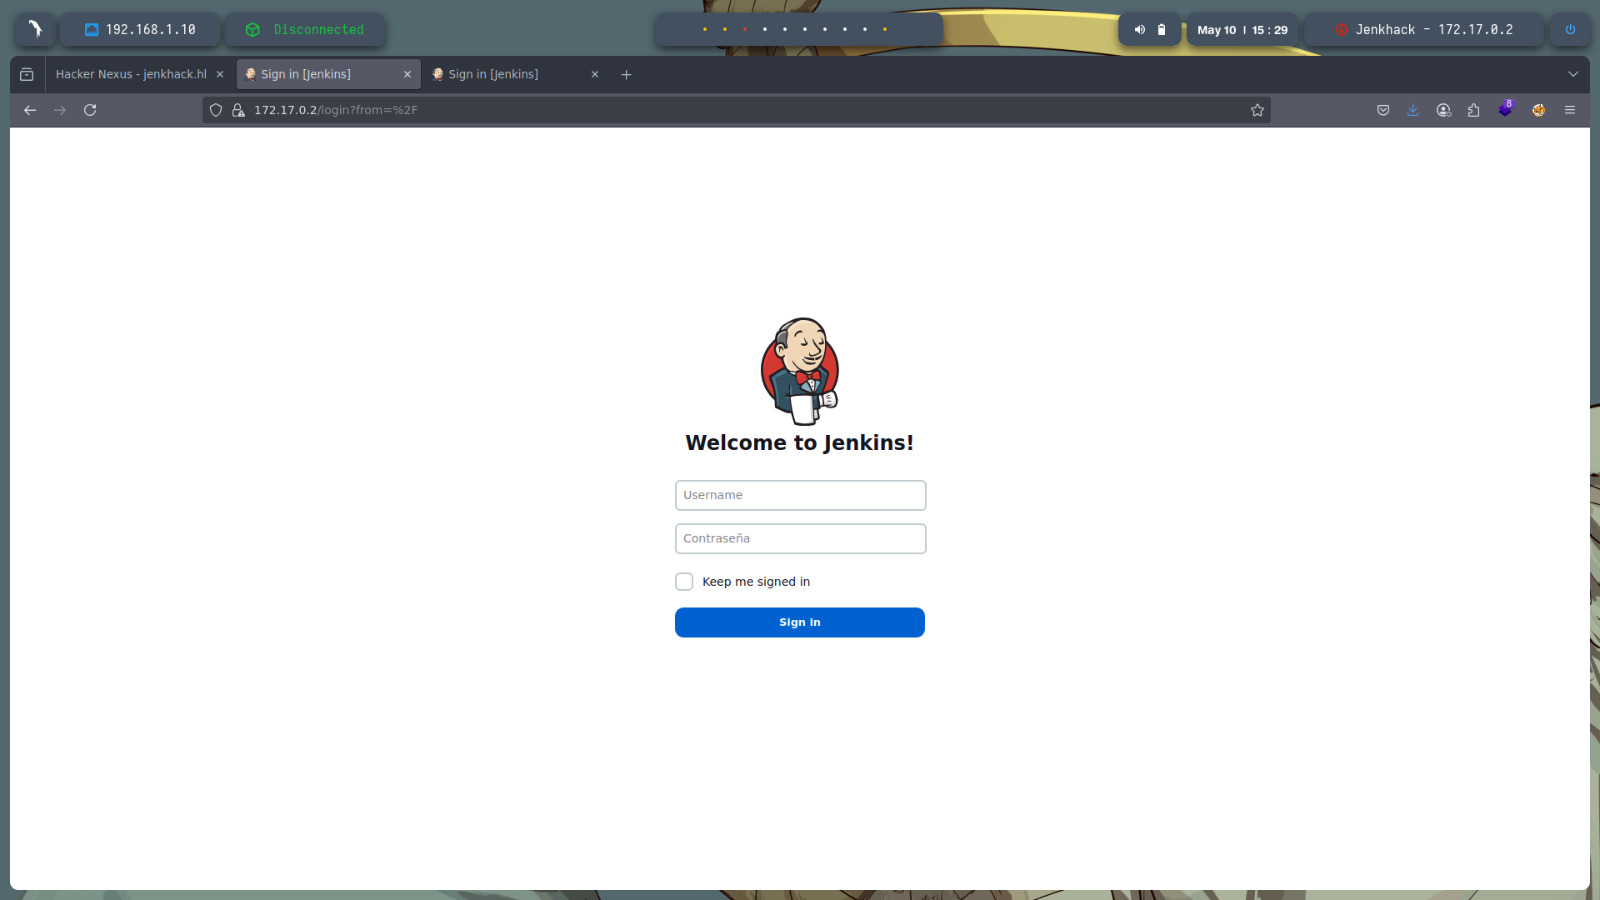 192.168.1.10
Disconnected
May 10 | 15 : 29
Jenkhack - 172.17.0.2
Hacker Nexus - jenkhack.hl
Sign in [Jenkins]
Sign in [Jenkins]
172.17.0.2/login?from=%2F
8
Welcome to Jenkins!
Username
Contraseña
Keep me signed in
Sign in